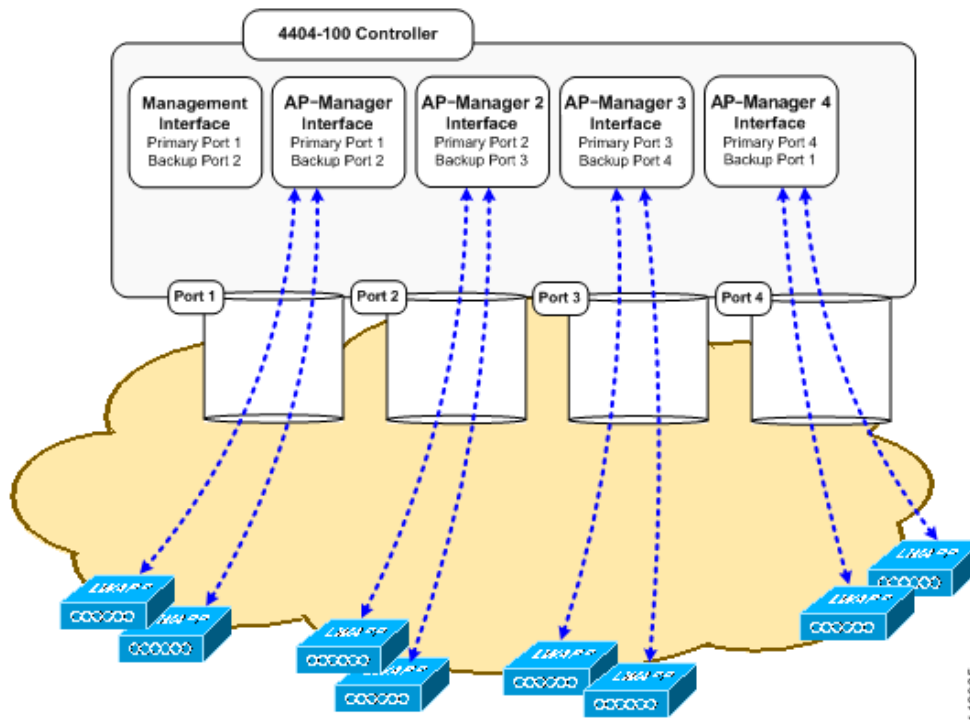 4404-100 Controller
Management
Interface
Primary Port 1
Backup Port 2
AP-Manager
Interface
Primary Port 1
Backup Port 2
AP-Manager 2
Interface
Primary Port 2
Backup Port 3
AP-Manager 3
Interface
Primary Port 3
Backup Port 4
AP-Manager 4
Interface
Primary Port 4
Backup Port 1
Port 1
Port 2
Port 3
Port 4